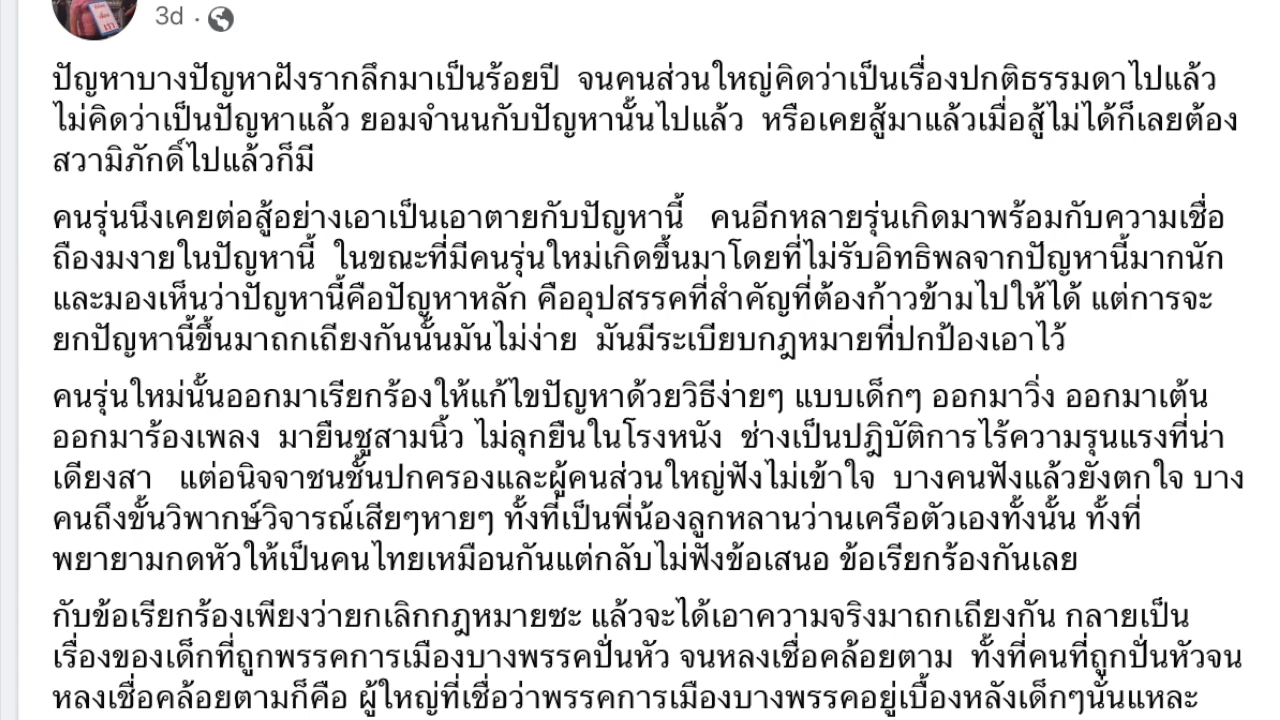 3d ·
ปัญหาบางปัญหาฝังรากลึกมาเป็นร้อยปี จนคนส่วนใหญ่คิดว่าเป็นเรื่องปกติธรรมดาไปแล้ว
ไม่คิดว่าเป็นปัญหาแล้ว ยอมจำนนกับปัญหานั้นไปแล้ว หรือเคยสู้มาแล้วเมื่อสู้ไม่ได้ก็เลยต้อง
สวามิภักดิ์ไปแล้วก็มี
คนรุ่นนึงเคยต่อสู้อย่างเอาเป็นเอาตายกับปัญหานี้ คนอีกหลายรุ่นเกิดมาพร้อมกับความเชื่อ
ถืองมงายในปัญหานี้ ในขณะที่มีคนรุ่นใหม่เกิดขึ้นมาโดยที่ไม่รับอิทธิพลจากปัญหานี้มากนัก
และมองเห็นว่าปัญหานี้คือปัญหาหลัก คืออุปสรรคที่สำคัญที่ต้องก้าวข้ามไปให้ได้ แต่การจะ
ยกปัญหานี้ขึ้นมาถกเถียงกันนั้นมันไม่ง่าย มันมีระเบียบกฎหมายที่ปกป้องเอาไว้
คนรุ่นใหม่นั้นออกมาเรียกร้องให้แก้ไขปัญหาด้วยวิธีง่ายๆ แบบเด็กๆ ออกมาวิ่ง ออกมาเต้น
ออกมาร้องเพลง มายืนชูสามนิ้ว ไม่ลุกยืนในโรงหนัง ช่างเป็นปฎิบัติการไร้ความรุนแรงที่น่า
เดียงสา แต่อนิจจาชนชั้นปกครองและผู้คนส่วนใหญ่ฟังไม่เข้าใจ บางคนฟังแล้วยังตกใจ บาง
คนถึงขั้นวิพากษ์วิจารณ์เสียๆหายๆ ทั้งที่เป็นพี่น้องลูกหลานว่านเครือตัวเองทั้งนั้น ทั้งที่
พยายามกดหัวให้เป็นคนไทยเหมือนกันแต่กลับไม่ฟังข้อเสนอ ข้อเรียกร้องกันเลย
กับข้อเรียกร้องเพียงว่ายกเลิกกฎหมายซะ แล้วจะได้เอาความจริงมาถกเถียงกัน กลายเป็น
เรื่องของเด็กที่ถูกพรรคการเมืองบางพรรคปั่นหัว จนหลงเชื่อคล้อยตาม ทั้งที่คนที่ถูกปั่นหัวจน
หลงเชื่อคล้อยตามก็คือ ผู้ใหญ่ที่เชื่อว่าพรรคการเมืองบางพรรคอยู่เบื้องหลังเด็กๆนั่นแหละ